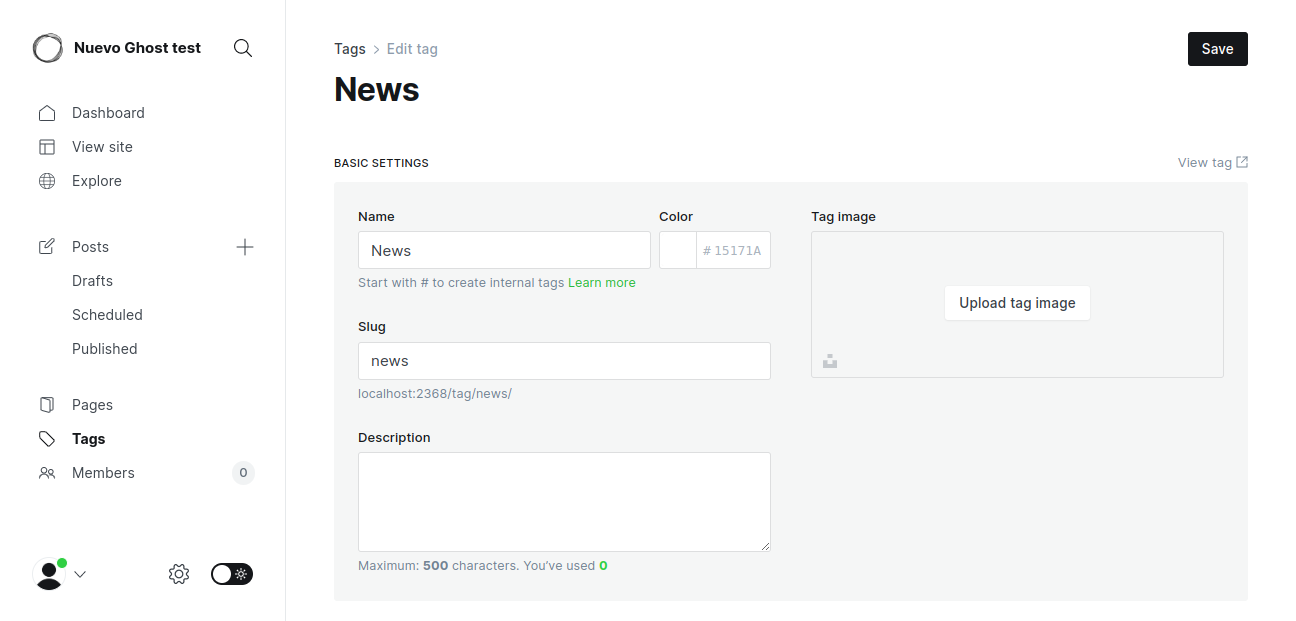 Nuevo Ghost test
Dashboard
View site
Explore
Posts
Drafts
Scheduled
Published
Pages
Tags
Members
0
Tags > Edit tag
Save
News
BASIC SETTINGS
View tag
Name
News
Start with # to create internal tags Learn more
Color
# 15171A
Slug
news
localhost:2368/tag/news/
Description
Maximum: 500 characters. You've used 0
Tag image
Upload tag image